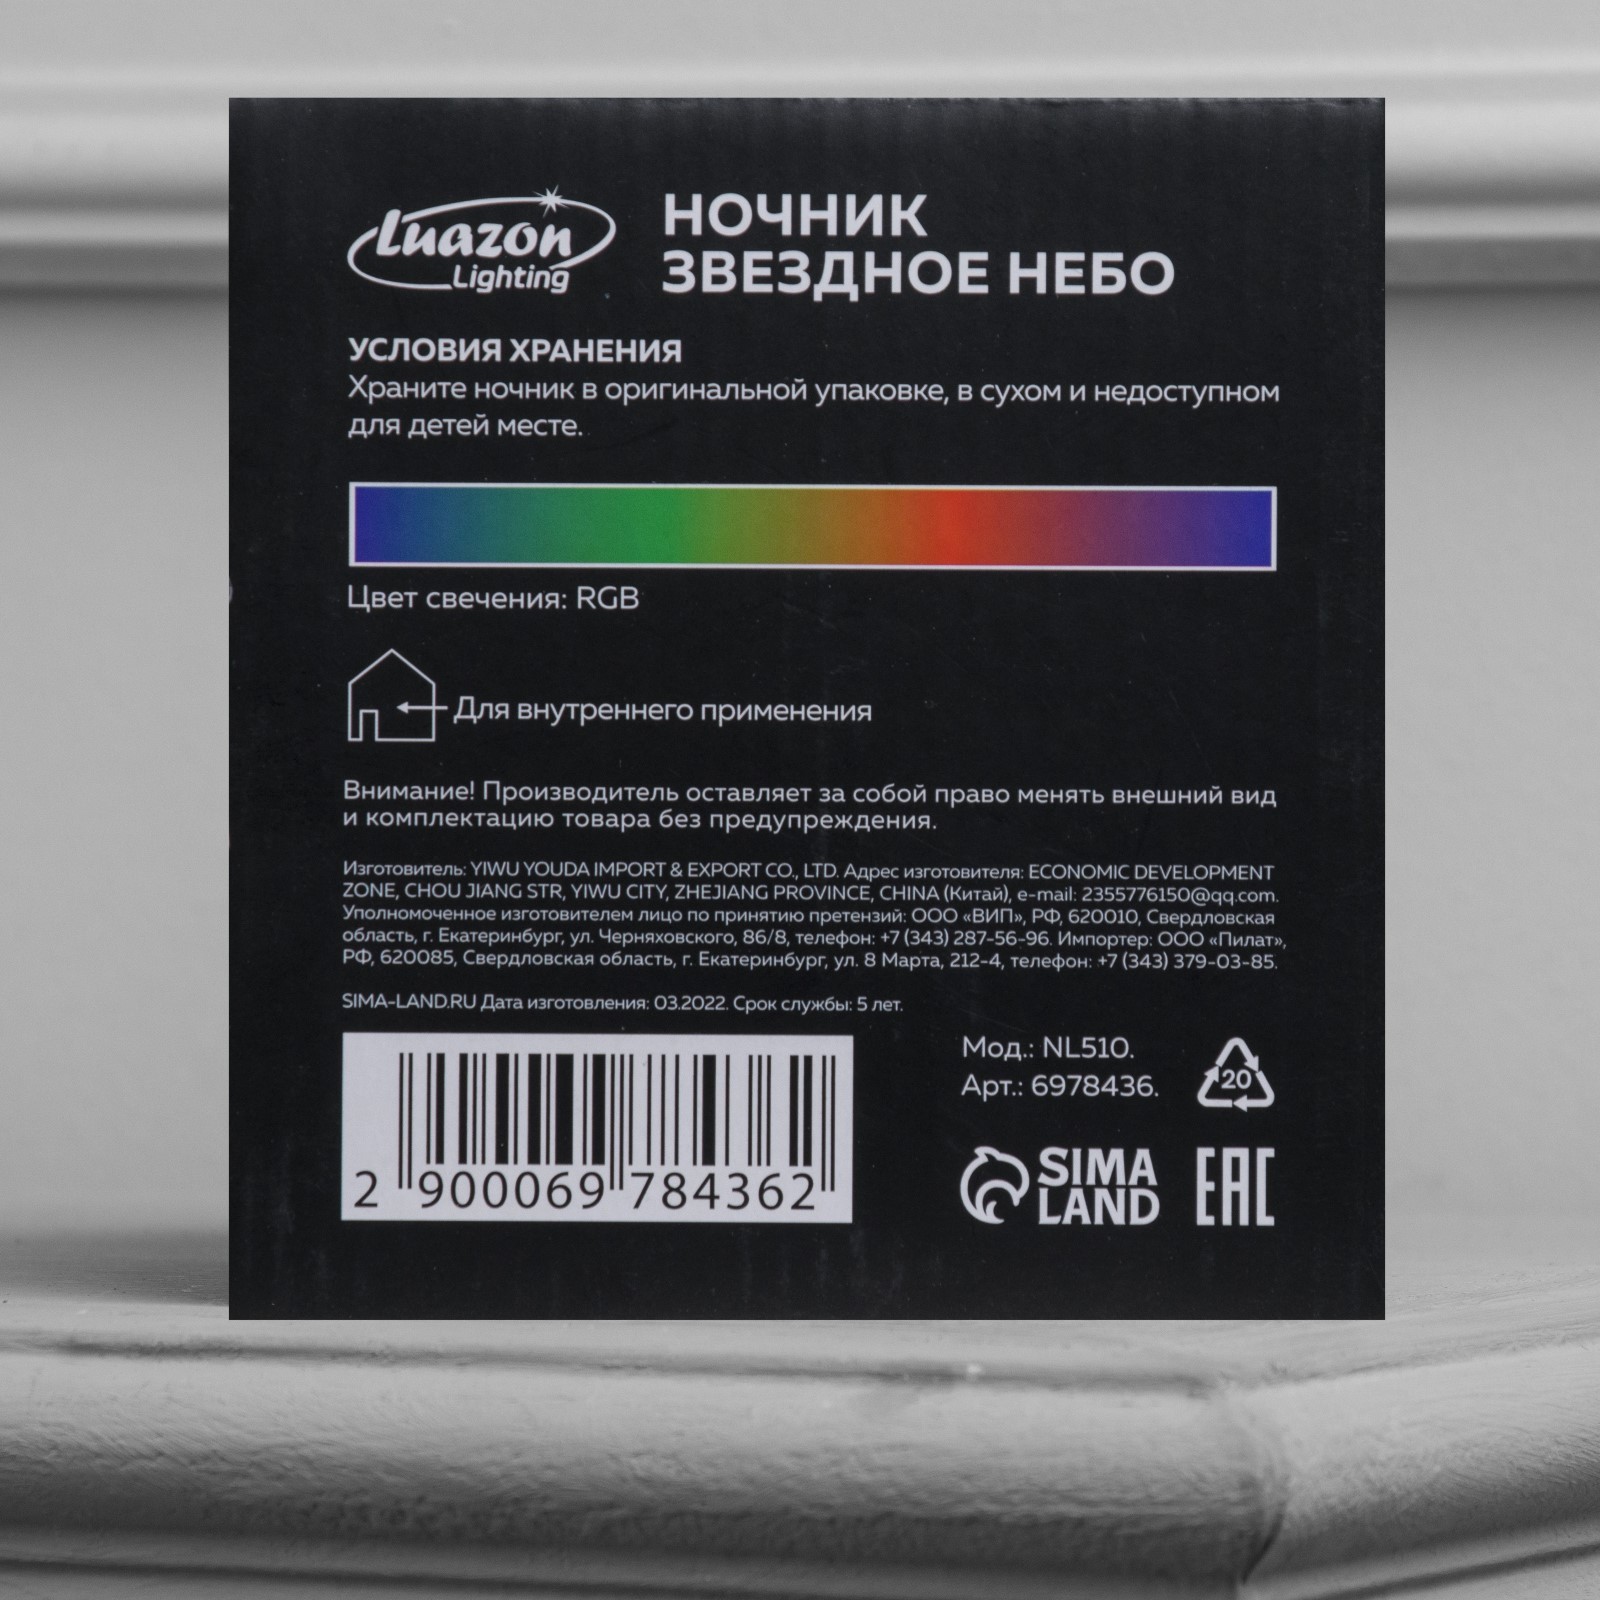 Luazon
Lighting
НОЧНИК
ЗВЕЗДНОЕ НЕБО
УСЛОВИЯ ХРАНЕНИЯ
Храните ночник в оригинальной упаковке, в сухом и недоступном
для детей месте.
Цвет свечения: RGB
Для внутреннего применения
Внимание! Производитель оставляет за собой право менять внешний вид
и комплектацию товара без предупреждения.
Изготовитель: YIWU YOUDA IMPORT & EXPORT CO., LTD. Адрес изготовителя: ECONOMIC DEVELOPMENT
ZONE, CHOU JIANG STR, YIWU CITY, ZHEJIANG PROVINCE, CHINA (Китай), e-mail: 2355776150@qq.com.
Уполномоченное изготовителем лицо по принятию претензий: ООО «ВИП», РФ, 620010, Свердловская
область, г. Екатеринбург, ул. Черняховского, 86/8, телефон: +7 (343) 287-56-96. Импортер: ООО «Пилат»,
РФ, 620085, Свердловская область, г. Екатеринбург, ул. 8 Марта, 212-4, телефон: +7 (343) 379-03-85.
SIMA-LAND.RU Дата изготовления: 03.2022. Срок службы: 5 лет.
2 900069 784362
Мод.: NL510.
Арт.: 6978436.
20
SIMA
LAND
EAC